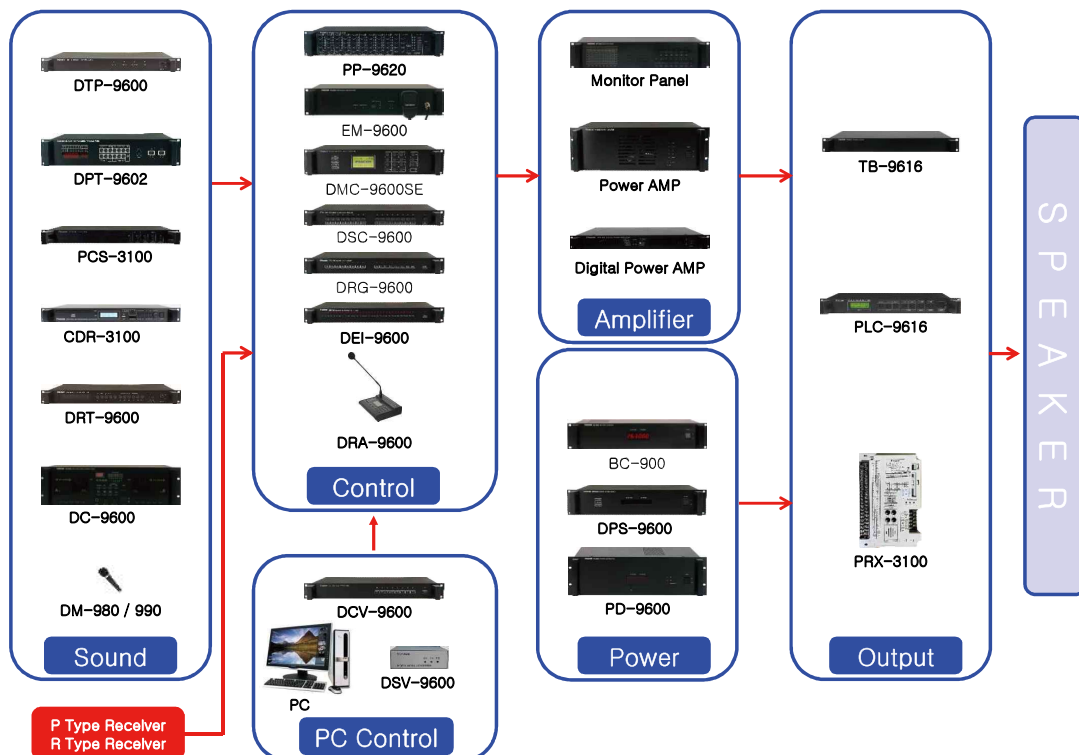 DTP-9600
DPT-9602
PCS-3100
CDR-3100
DRT-9600
DC-9600
DM-980 / 990
Sound
P Type Recelver
R Type Recelver
PP-9620
EM-9600
DMC-9600SE
DSC-9600
DRG-9600
DEI-9600
DRA-9600
Control
DCV-9600
PC
DSV-9600
PC Control
Monitor Panel
Power AMP
Digital Power AMP
Amplifier
BC-900
DPS-9600
PD-9600
Power
TB-9616
PLC-9616
PRX-3100
Output
SPEAKER